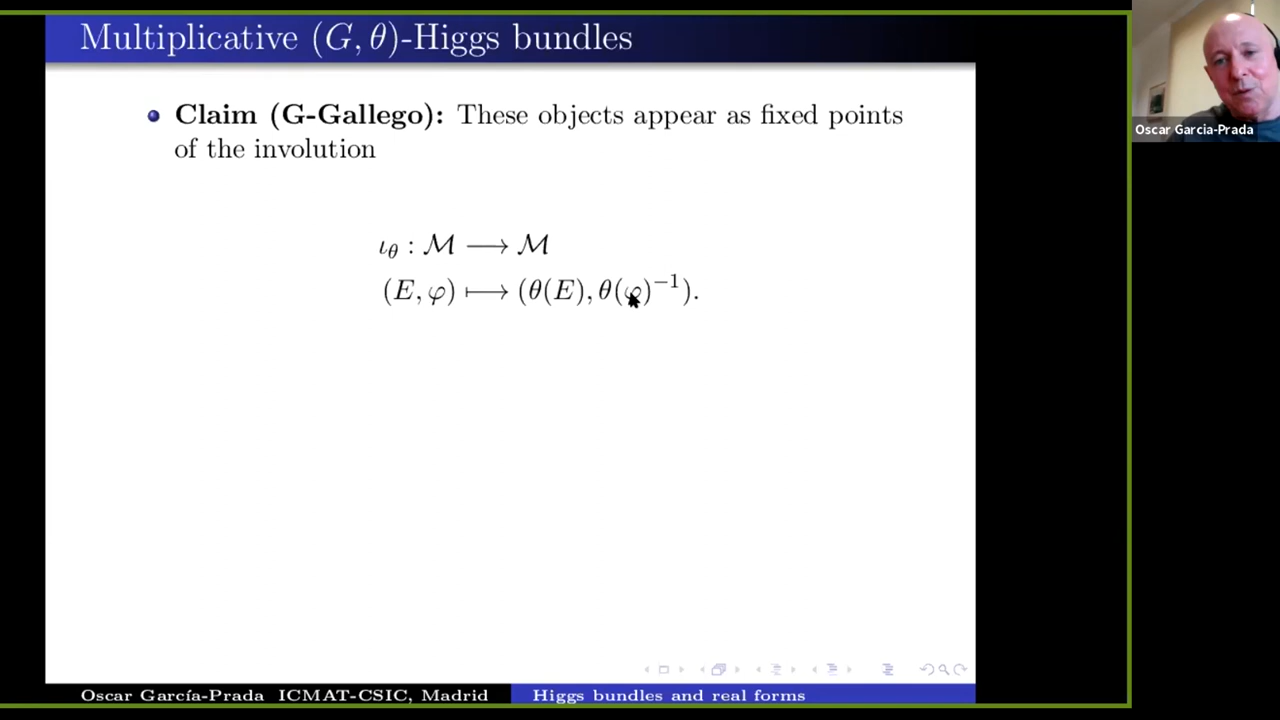 Multiplicative (G, θ)-Higgs bundles
Claim (G-Gallego): These objects appear as fixed points
of the involution
ι_θ : ℳ ⟶ ℳ
(E, φ) ⟼ (θ(E), θ(φ)⁻¹).
Oscar Garcia-Prada
Oscar García-Prada ICMAT-CSIC, Madrid
Higgs bundles and real forms